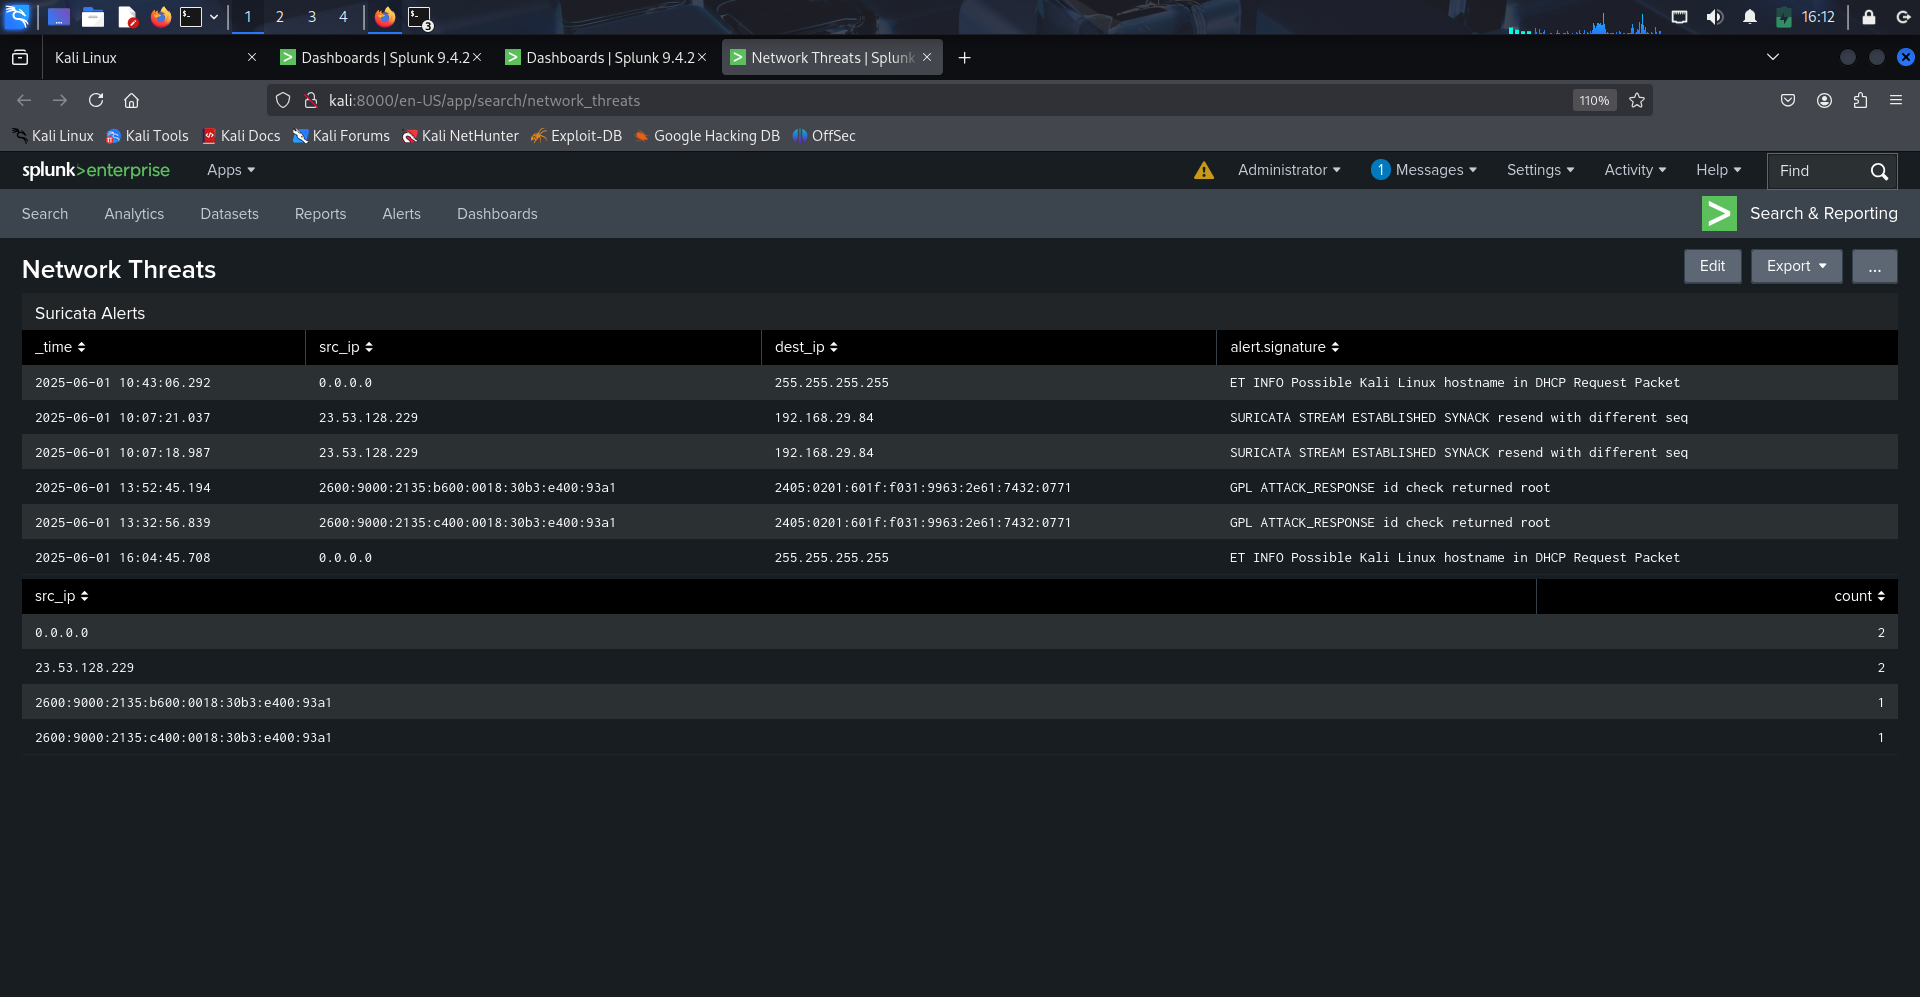 1 2 3 4 3 16:12
Kali Linux Dashboards | Splunk 9.4.2 Dashboards | Splunk 9.4.2 Network Threats | Splunk
kali:8000/en-US/app/search/network_threats 110%
Kali Linux Kali Tools Kali Docs Kali Forums Kali NetHunter Exploit-DB Google Hacking DB OffSec
splunk>enterprise Apps Administrator 1 Messages Settings Activity Help Find
Search Analytics Datasets Reports Alerts Dashboards Search & Reporting
Network Threats Edit Export ...
Suricata Alerts
_time src_ip dest_ip alert.signature
2025-06-01 10:43:06.292 0.0.0.0 255.255.255.255 ET INFO Possible Kali Linux hostname in DHCP Request Packet
2025-06-01 10:07:21.037 23.53.128.229 192.168.29.84 SURICATA STREAM ESTABLISHED SYNACK resend with different seq
2025-06-01 10:07:18.987 23.53.128.229 192.168.29.84 SURICATA STREAM ESTABLISHED SYNACK resend with different seq
2025-06-01 13:52:45.194 2600:9000:2135:b600:0018:30b3:e400:93a1 2405:0201:601f:f031:9963:2e61:7432:0771 GPL ATTACK_RESPONSE id check returned root
2025-06-01 13:32:56.839 2600:9000:2135:c400:0018:30b3:e400:93a1 2405:0201:601f:f031:9963:2e61:7432:0771 GPL ATTACK_RESPONSE id check returned root
2025-06-01 16:04:45.708 0.0.0.0 255.255.255.255 ET INFO Possible Kali Linux hostname in DHCP Request Packet
src_ip count
0.0.0.0 2
23.53.128.229 2
2600:9000:2135:b600:0018:30b3:e400:93a1 1
2600:9000:2135:c400:0018:30b3:e400:93a1 1